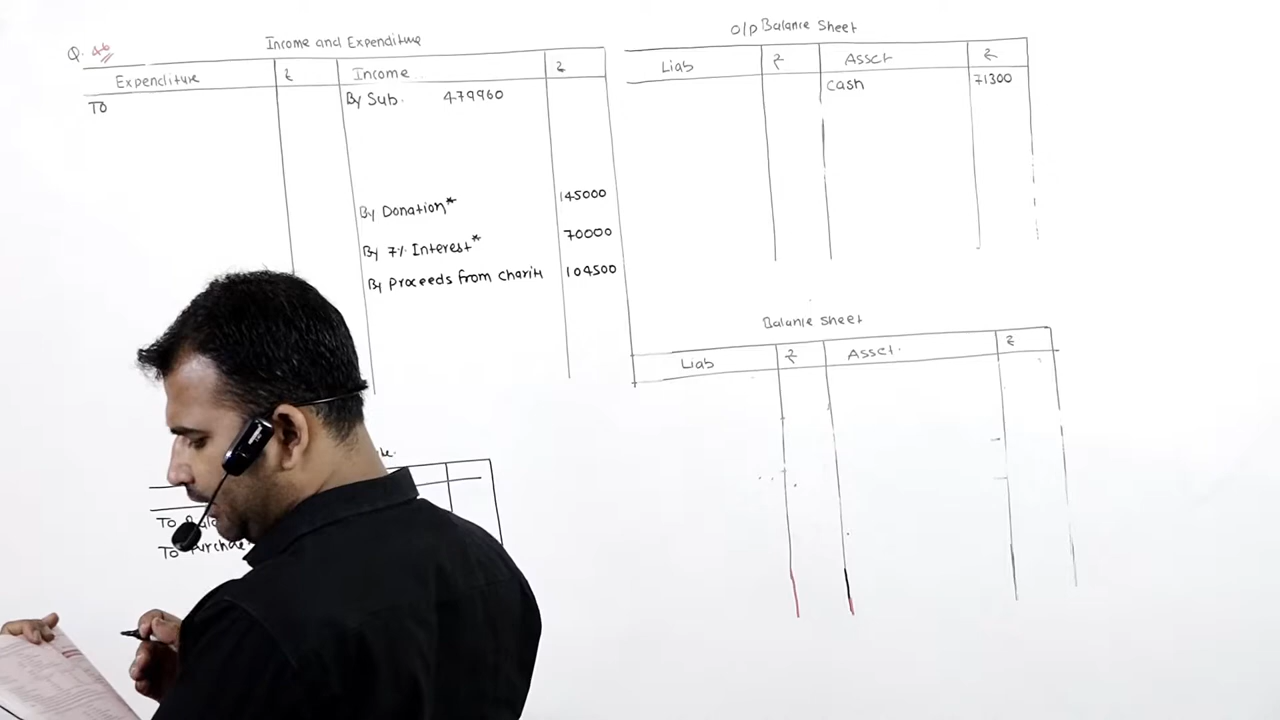 Q. 46
Income and Expenditure
Expenditure ₹ Income ₹
To
By Sub. 479960
By Donation* 145000
By 7% Interest* 70000
By Proceeds from charit 104500
To
To Purchase
O/p Balance Sheet
Liab ₹ Asset ₹
Cash 71300
Balance Sheet
Liab ₹ Asset ₹